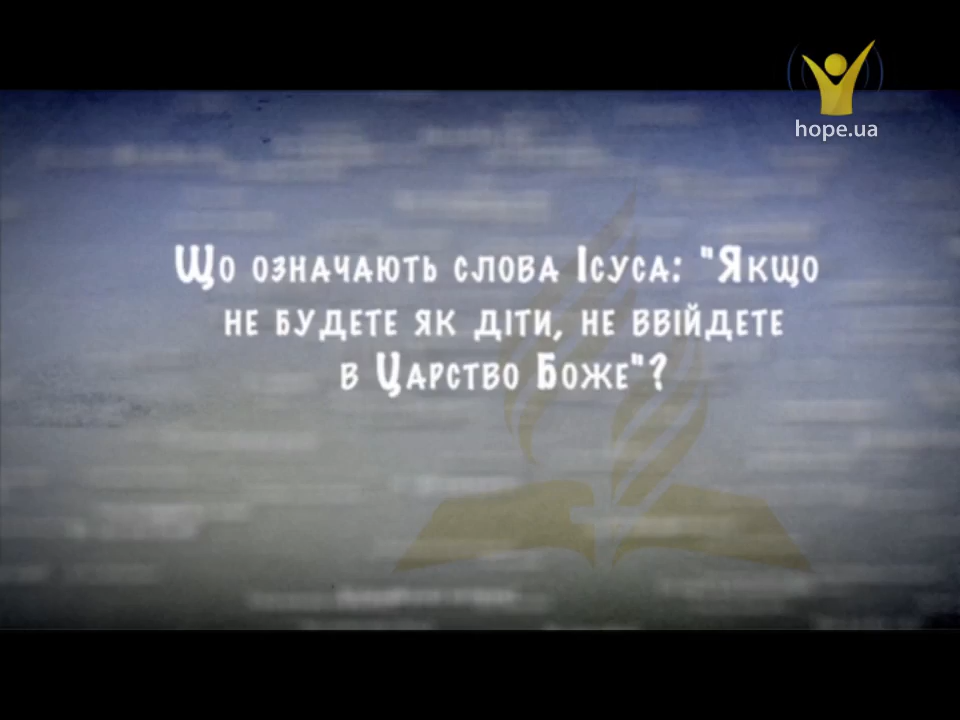 hope.ua
Що означають слова Ісуса: "Якщо
не будете як діти, не ввійдете
в Царство Боже"?